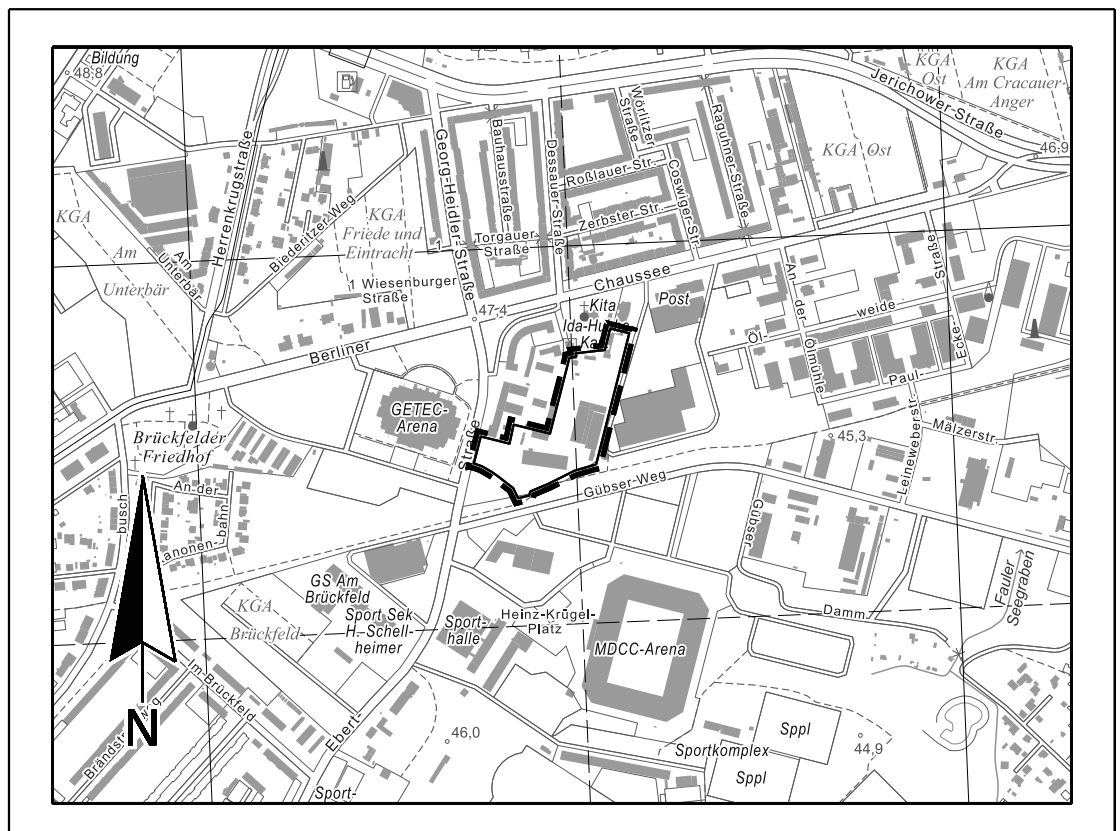 Bildung
48,8
KGA
Ost
KGA
Am Cracauer-
Anger
Jerichower-Straße
46,9
Herrenkrugstraße
Georg-Heidler-Straße
Bauhausstraße
Dessauer-Straße
Wörlitzer
Straße
Raguhner-Straße
KGA Ost
Roßlauer-Str.
Coswiger-Str.
Zerbster-Str.
Biederitzer-Weg
KGA
Friede und
Eintracht
Torgauer
Straße
1
KGA
Am
Unterbär
Am
Unterbär
1 Wiesenburger
Straße
Chaussee
Berliner
47,4
Kita
Post
An-der
Ölmühle
Öl-
weide
Straße
Ecke-
Paul-
GETEC-
Arena
Straße
Brückfelder
Friedhof
45,3
Leineweberstr.
Mälzerstr.
Gübser-Weg
An-der
anonen-
bahn
busch
Gübser
Damm
Fauler
Seegraben
GS Am
Brückfeld
KGA
Brückfeld
Sport Sek
H.-Schell-
heimer
Sport-
halle
Heinz-Krügel-
Platz
MDCC-Arena
Im-Brückfeld
Brändström
weg
N
Ebert-
46,0
Sportkomplex
Sppl
Sppl
44,9
Sport-